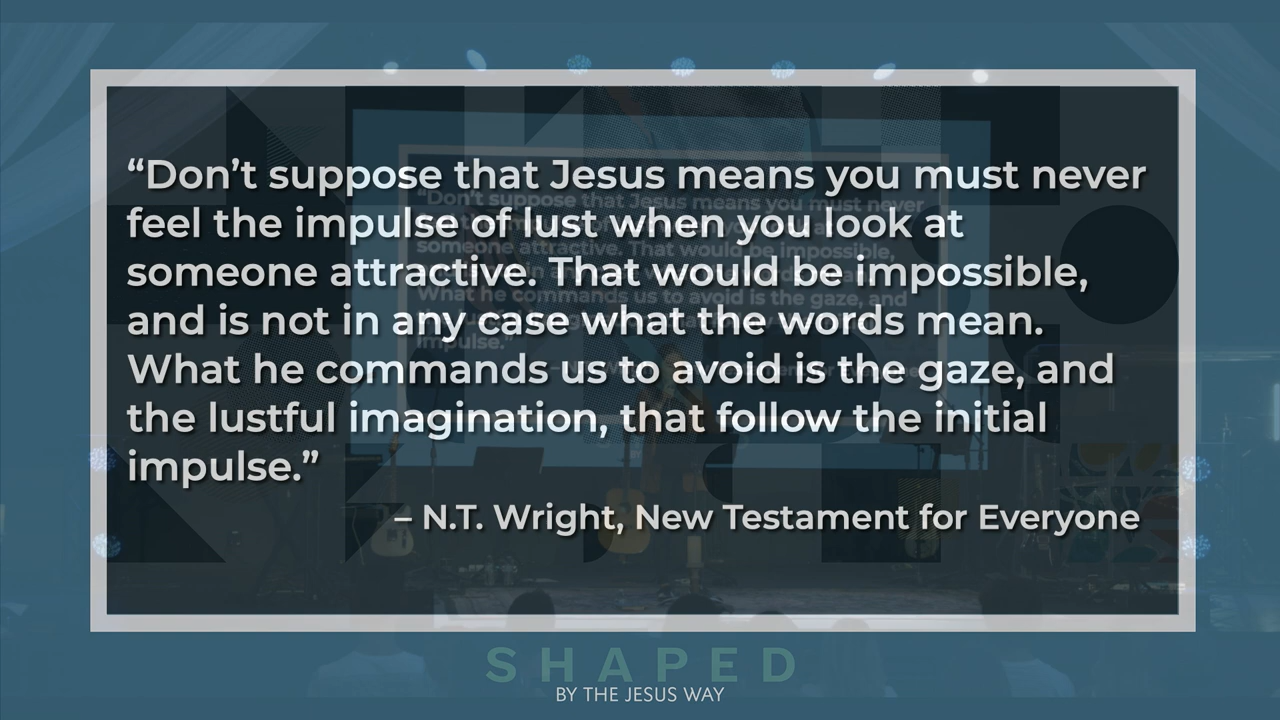 “Don’t suppose that Jesus means you must never
feel the impulse of lust when you look at
someone attractive. That would be impossible,
and is not in any case what the words mean.
What he commands us to avoid is the gaze, and
the lustful imagination, that follow the initial
impulse.”
– N.T. Wright, New Testament for Everyone
SHAPED
BY THE JESUS WAY